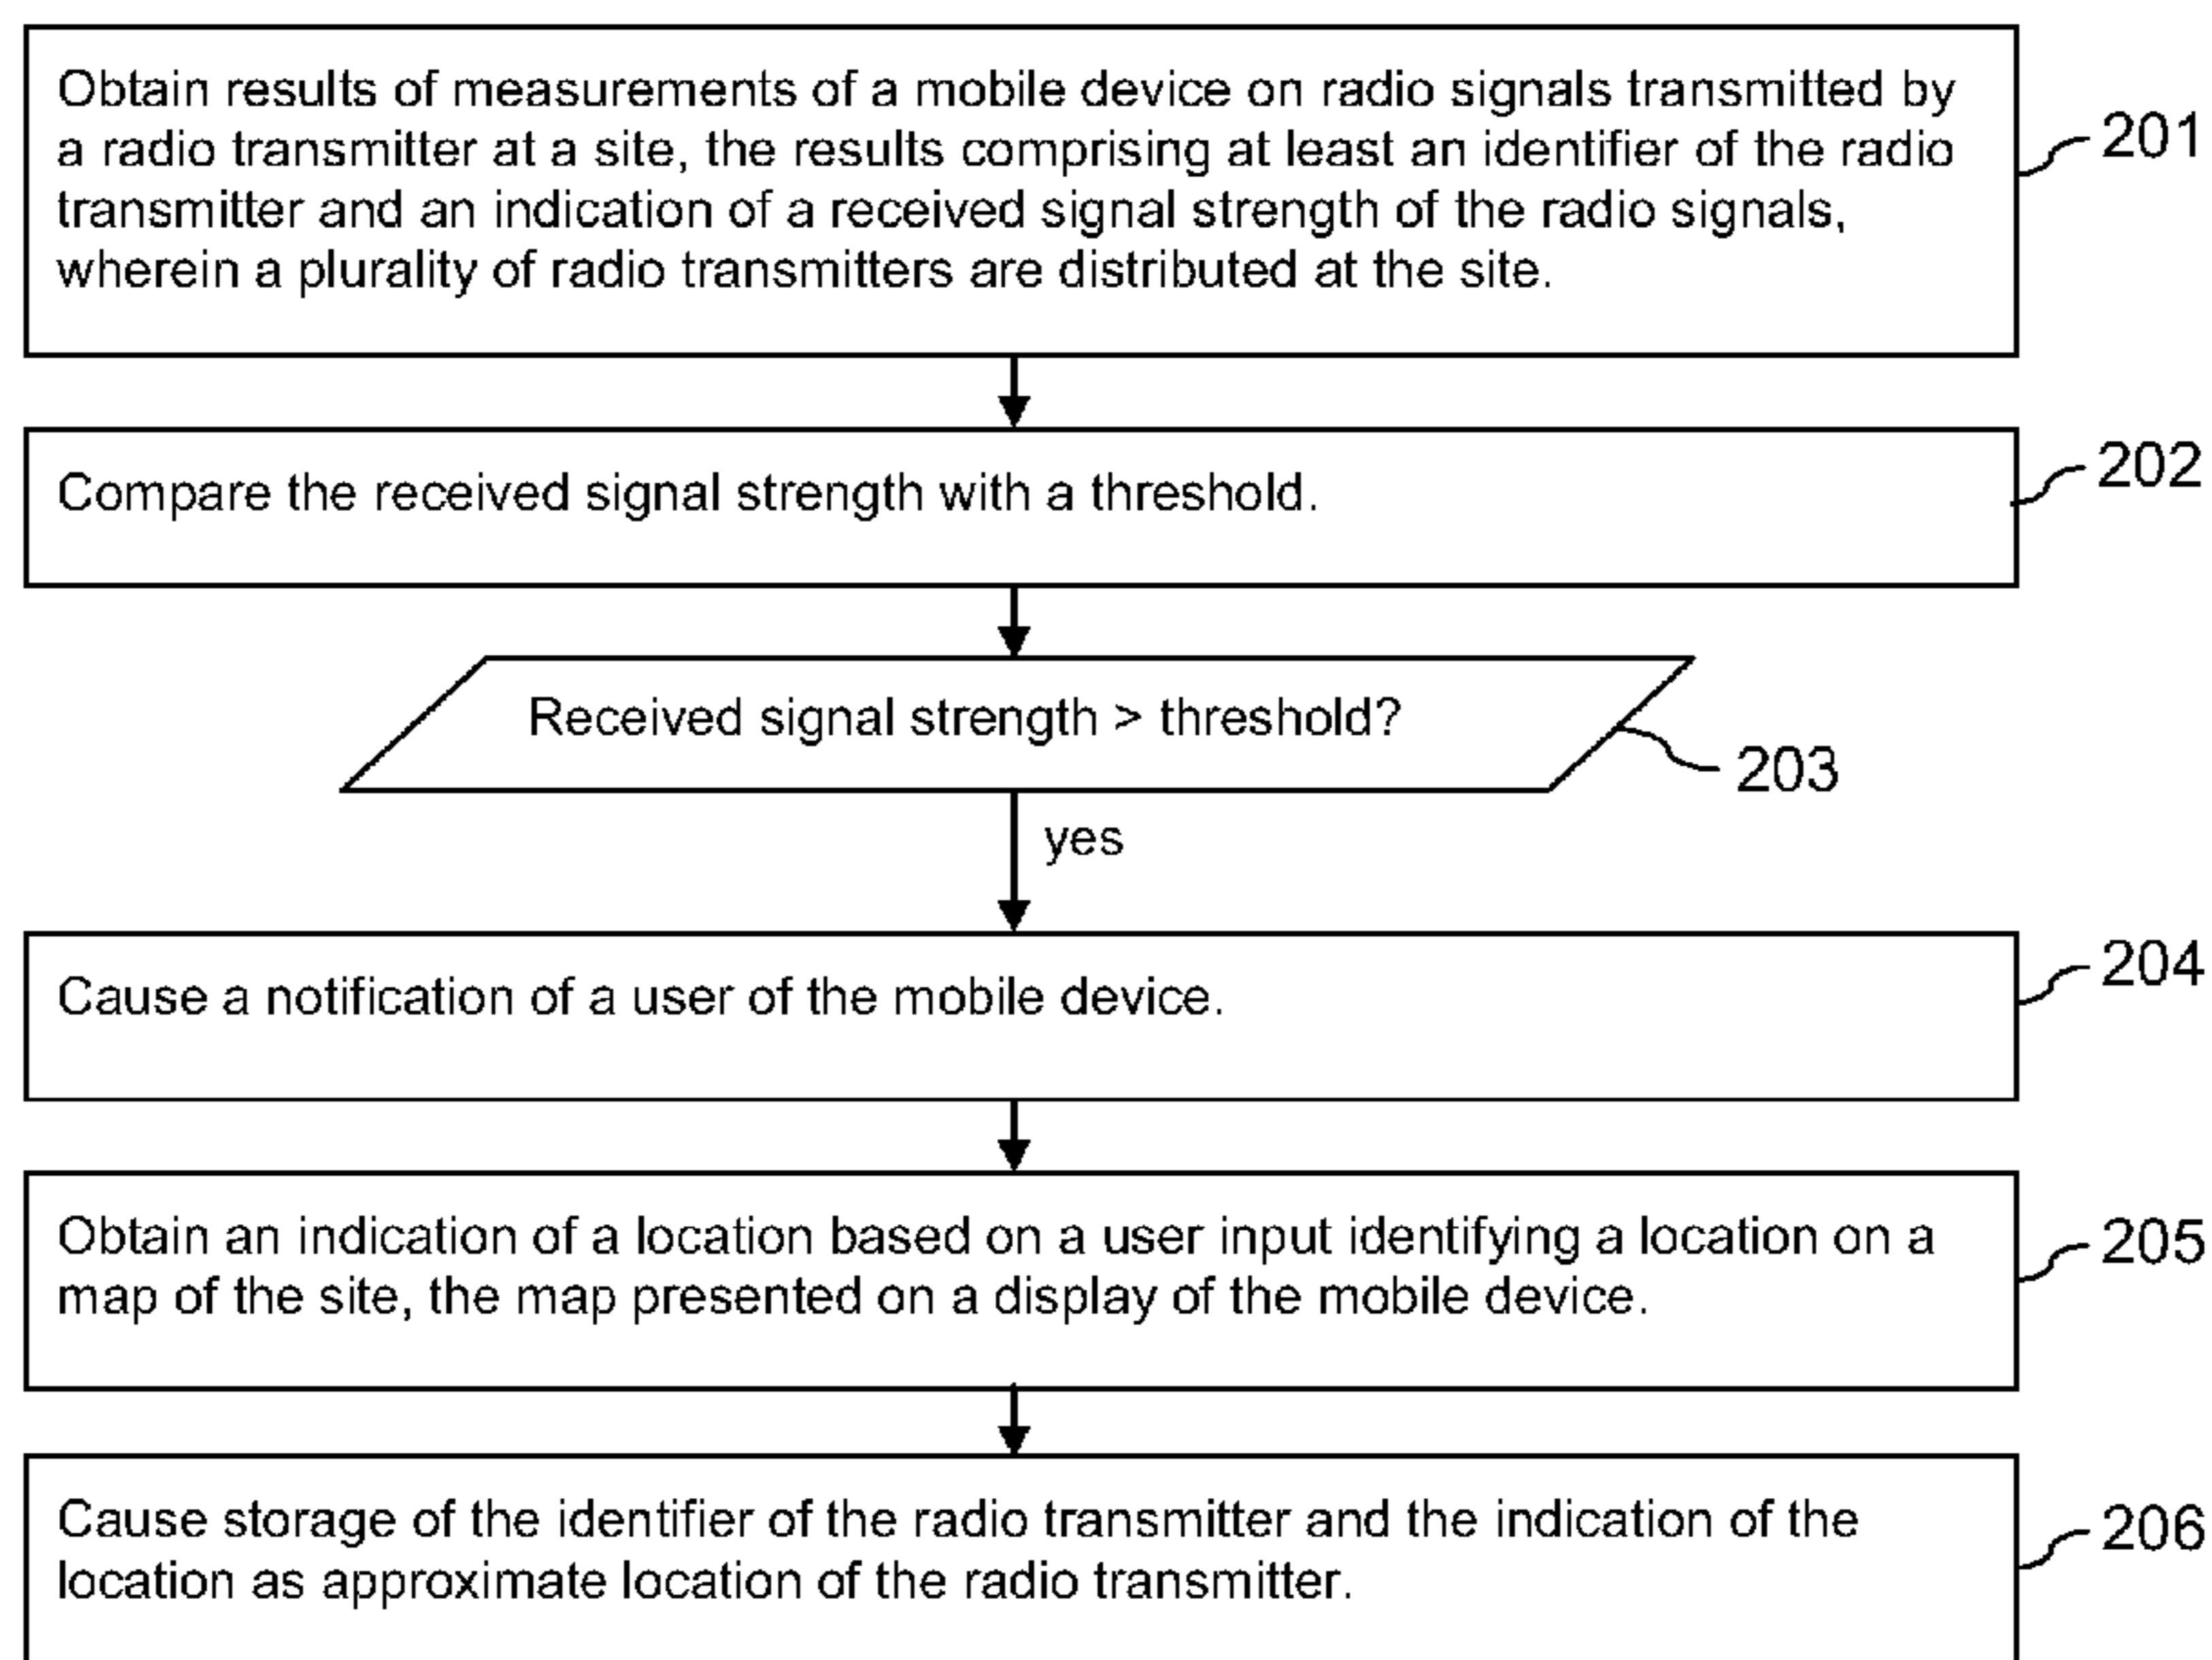 Obtain results of measurements of a mobile device on radio signals transmitted by
a radio transmitter at a site, the results comprising at least an identifier of the radio
transmitter and an indication of a received signal strength of the radio signals,
wherein a plurality of radio transmitters are distributed at the site.
201
Compare the received signal strength with a threshold.
202
Received signal strength > threshold?
203
yes
Cause a notification of a user of the mobile device.
204
Obtain an indication of a location based on a user input identifying a location on a
map of the site, the map presented on a display of the mobile device.
205
Cause storage of the identifier of the radio transmitter and the indication of the
location as approximate location of the radio transmitter.
206